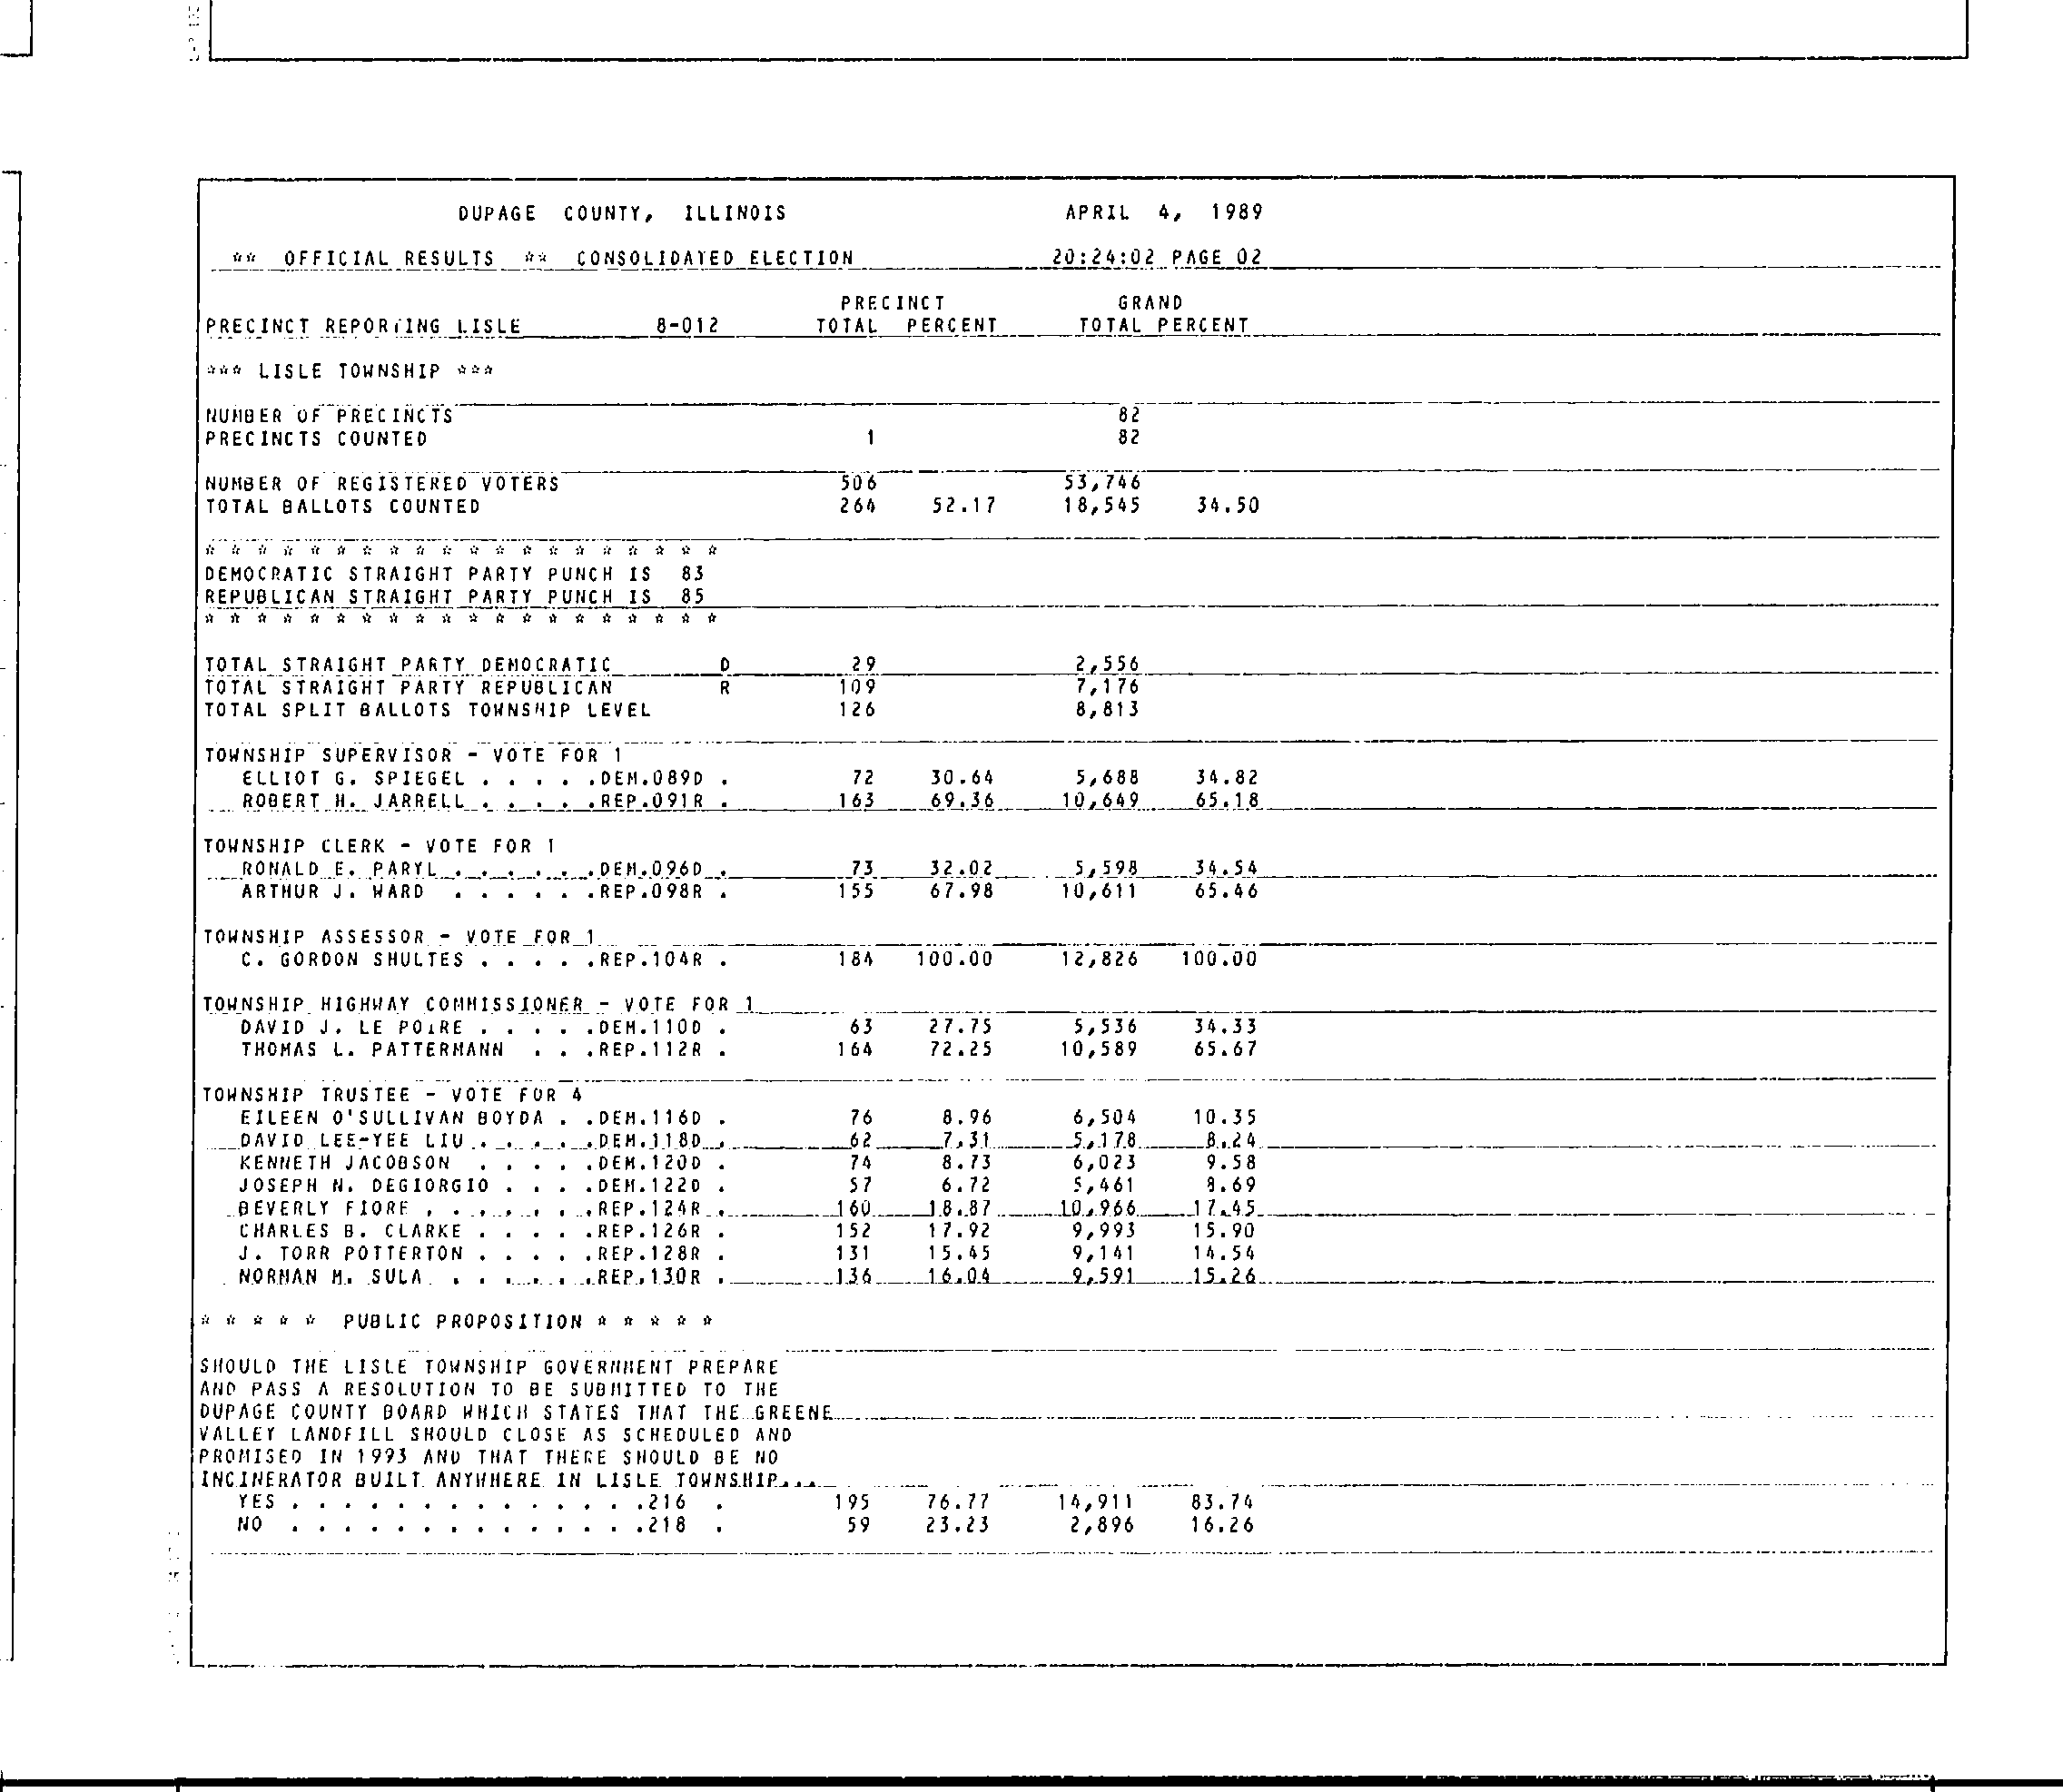 DUPAGE COUNTY, ILLINOIS APRIL 4, 1989
** OFFICIAL RESULTS ** CONSOLIDATED ELECTION 20:24:02 PAGE 02
PRECINCT GRAND
PRECINCT REPORTING LISLE 8-012 TOTAL PERCENT TOTAL PERCENT
*** LISLE TOWNSHIP ***
NUMBER OF PRECINCTS 82
PRECINCTS COUNTED 1 82
NUMBER OF REGISTERED VOTERS 506 53,746
TOTAL BALLOTS COUNTED 264 52.17 18,545 34.50
* * * * * * * * * * * * * * * * * * * *
DEMOCRATIC STRAIGHT PARTY PUNCH IS 83
REPUBLICAN STRAIGHT PARTY PUNCH IS 85
* * * * * * * * * * * * * * * * * * * *
TOTAL STRAIGHT PARTY DEMOCRATIC D 29 2,556
TOTAL STRAIGHT PARTY REPUBLICAN R 109 7,176
TOTAL SPLIT BALLOTS TOWNSHIP LEVEL 126 8,813
TOWNSHIP SUPERVISOR - VOTE FOR 1
ELLIOT G. SPIEGEL . . . . .DEM.089D . 72 30.64 5,688 34.82
ROBERT H. JARRELL . . . . .REP.091R . 163 69.36 10,649 65.18
TOWNSHIP CLERK - VOTE FOR 1
RONALD E. PARYL . . . . . .DEM.096D . 73 32.02 5,598 34.54
ARTHUR J. WARD . . . . . .REP.098R . 155 67.98 10,611 65.46
TOWNSHIP ASSESSOR - VOTE FOR 1
C. GORDON SHULTES . . . . .REP.104R . 184 100.00 12,826 100.00
TOWNSHIP HIGHWAY COMMISSIONER - VOTE FOR 1
DAVID J. LE POIRE . . . . .DEM.110D . 63 27.75 5,536 34.33
THOMAS L. PATTERMANN . . .REP.112R . 164 72.25 10,589 65.67
TOWNSHIP TRUSTEE - VOTE FOR 4
EILEEN O'SULLIVAN BOYDA . .DEM.116D . 76 8.96 6,504 10.35
DAVID LEE-YEE LIU . . . . .DEM.118D . 62 7.31 5,178 8.24
KENNETH JACOBSON . . . . .DEM.120D . 74 8.73 6,023 9.58
JOSEPH N. DEGIORGIO . . . .DEM.122D . 57 6.72 5,461 8.69
BEVERLY FIORE . . . . . . .REP.124R . 160 18.87 10,966 17.45
CHARLES B. CLARKE . . . . .REP.126R . 152 17.92 9,993 15.90
J. TORR POTTERTON . . . . .REP.128R . 131 15.45 9,141 14.54
NORMAN M. SULA . . . . . .REP.130R . 136 16.04 9,591 15.26
* * * * * PUBLIC PROPOSITION * * * * *
SHOULD THE LISLE TOWNSHIP GOVERNMENT PREPARE
AND PASS A RESOLUTION TO BE SUBMITTED TO THE
DUPAGE COUNTY BOARD WHICH STATES THAT THE GREENE
VALLEY LANDFILL SHOULD CLOSE AS SCHEDULED AND
PROMISED IN 1993 AND THAT THERE SHOULD BE NO
INCINERATOR BUILT ANYWHERE IN LISLE TOWNSHIP...
YES . . . . . . . . . . . . . .216 . 195 76.77 14,911 83.74
NO . . . . . . . . . . . . . .218 . 59 23.23 2,896 16.26